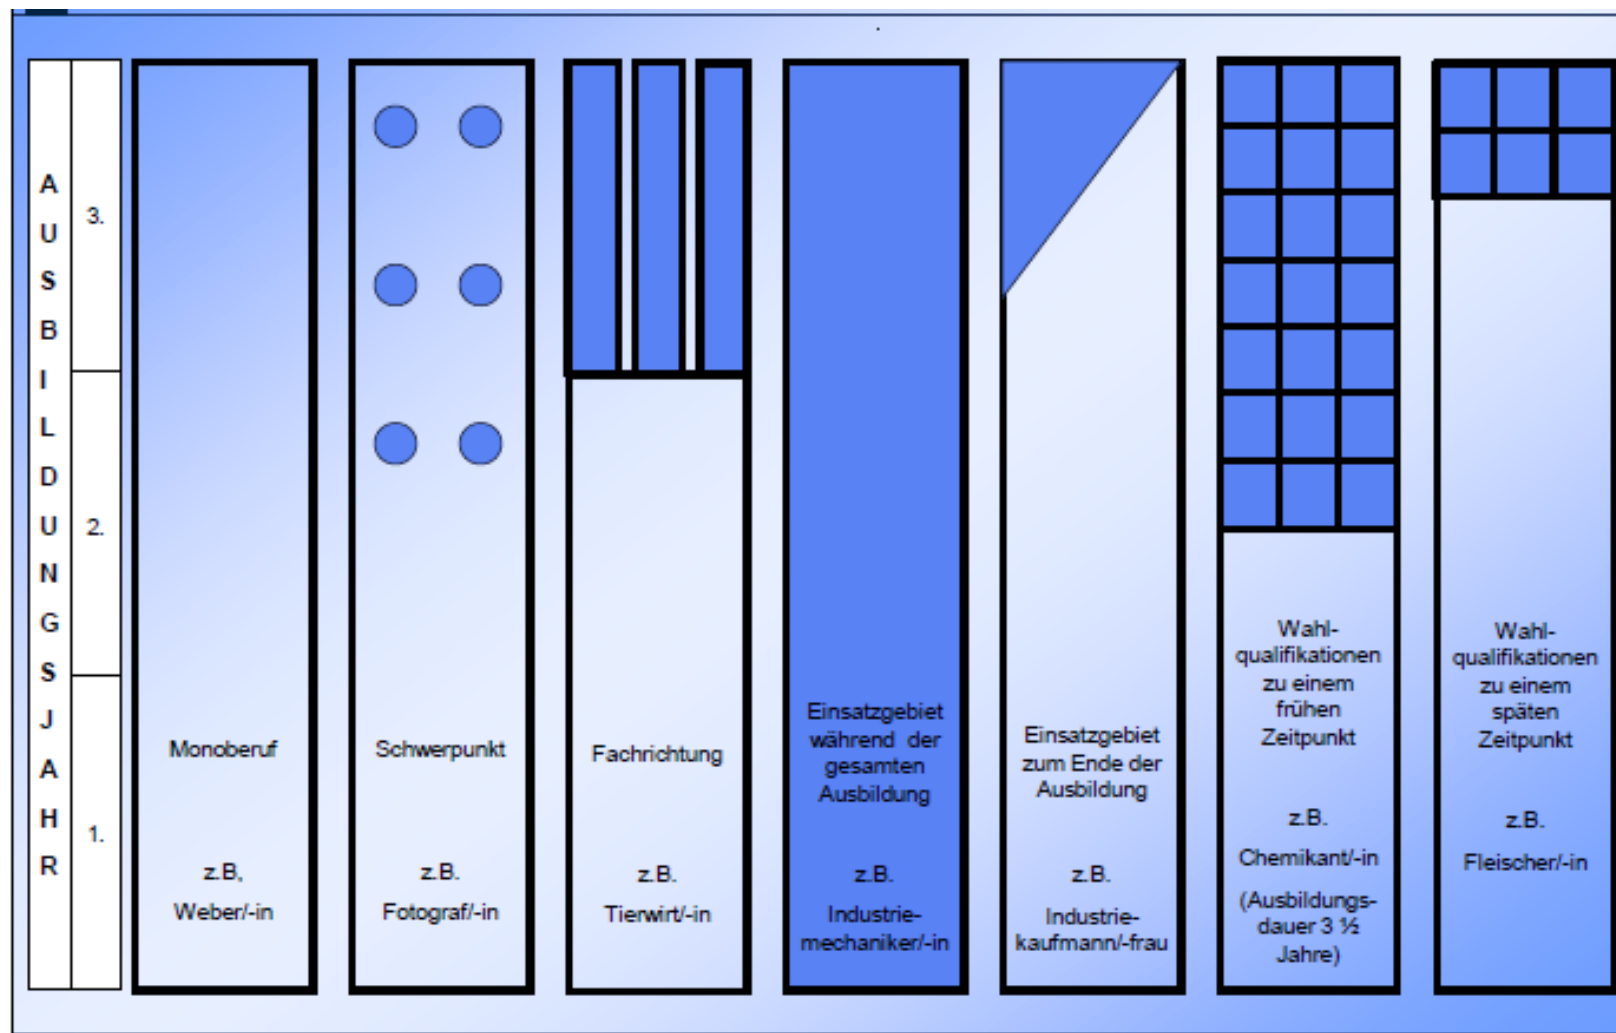 AUSBILDUNGSJAHR
3.
2.
1.
Monoberuf
z.B,
Weber/-in
Schwerpunkt
z.B.
Fotograf/-in
Fachrichtung
z.B.
Tierwirt/-in
Einsatzgebiet
während der
gesamten
Ausbildung
z.B.
Industrie-
mechaniker/-in
Einsatzgebiet
zum Ende der
Ausbildung
z.B.
Industrie-
kaufmann/-frau
Wahl-
qualifikationen
zu einem
frühen
Zeitpunkt
z.B.
Chemikant/-in
(Ausbildungs-
dauer 3 ½
Jahre)
Wahl-
qualifikationen
zu einem
späten
Zeitpunkt
z.B.
Fleischer/-in